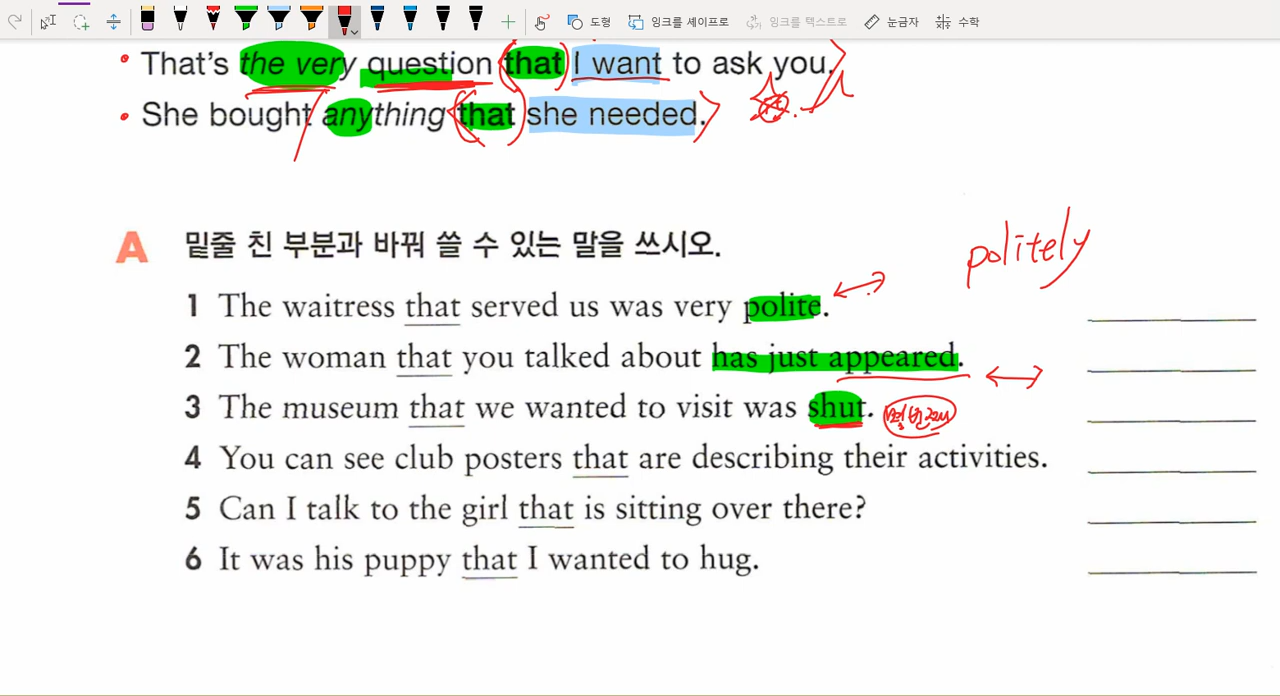 도형 잉크를 셰이프로 잉크를 텍스트로 눈금자 수학
• That's the very question that I want to ask you.
• She bought anything that she needed.
politely
A 밑줄 친 부분과 바꿔 쓸 수 있는 말을 쓰시오.
1 The waitress that served us was very polite.
2 The woman that you talked about has just appeared.
3 The museum that we wanted to visit was shut.
4 You can see club posters that are describing their activities.
5 Can I talk to the girl that is sitting over there?
6 It was his puppy that I wanted to hug.